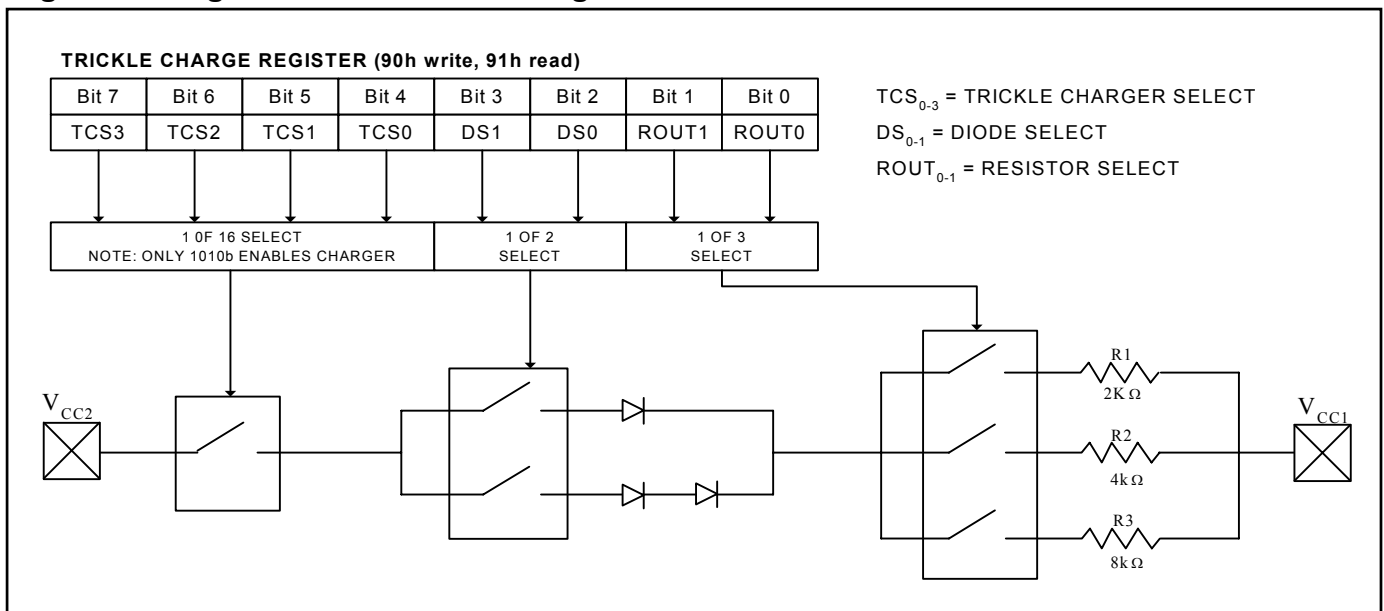 TRICKLE CHARGE REGISTER (90h write, 91h read)
Bit 7 Bit 6 Bit 5 Bit 4 Bit 3 Bit 2 Bit 1 Bit 0
TCS3 TCS2 TCS1 TCS0 DS1 DS0 ROUT1 ROUT0
TCS0-3 = TRICKLE CHARGER SELECT
DS0-1 = DIODE SELECT
ROUT0-1 = RESISTOR SELECT
1 0F 16 SELECT
NOTE: ONLY 1010b ENABLES CHARGER
1 OF 2
SELECT
1 OF 3
SELECT
VCC2
R1
2K Ω
R2
4k Ω
R3
8k Ω
VCC1